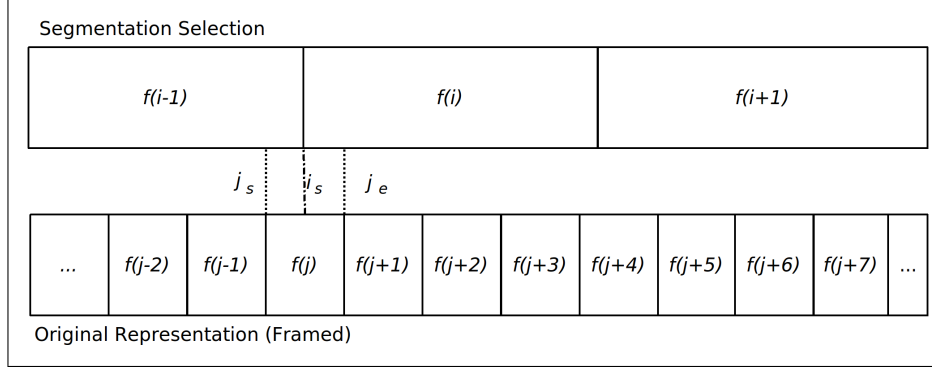 Segmentation Selection
f(i-1) f(i) f(i+1)
j s i s j e
... f(j-2) f(j-1) f(j) f(j+1) f(j+2) f(j+3) f(j+4) f(j+5) f(j+6) f(j+7) ...
Original Representation (Framed)